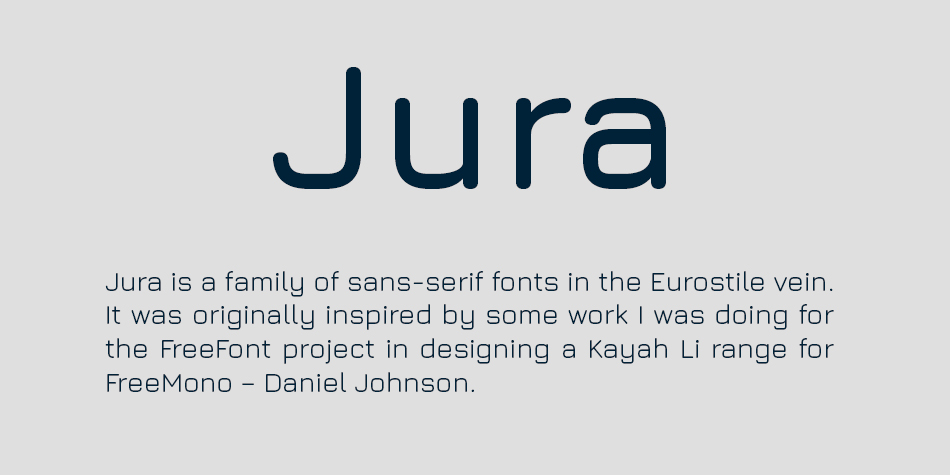 Jura
Jura is a family of sans-serif fonts in the Eurostile vein.
It was originally inspired by some work I was doing for
the FreeFont project in designing a Kayah Li range for
FreeMono – Daniel Johnson.